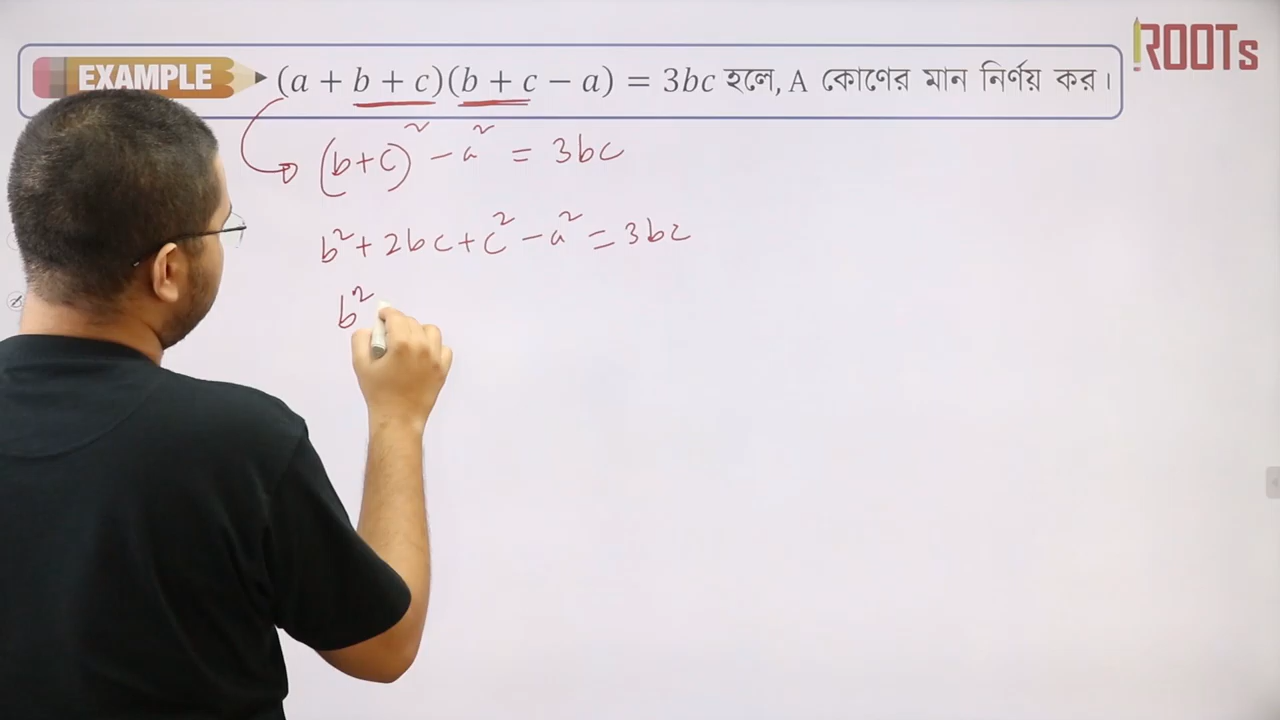 ROOTs
EXAMPLE (a + b + c)(b + c − a) = 3bc হলে, A কোণের মান নির্ণয় কর।
(b+c)² − a² = 3bc
b² + 2bc + c² − a² = 3bc
b²